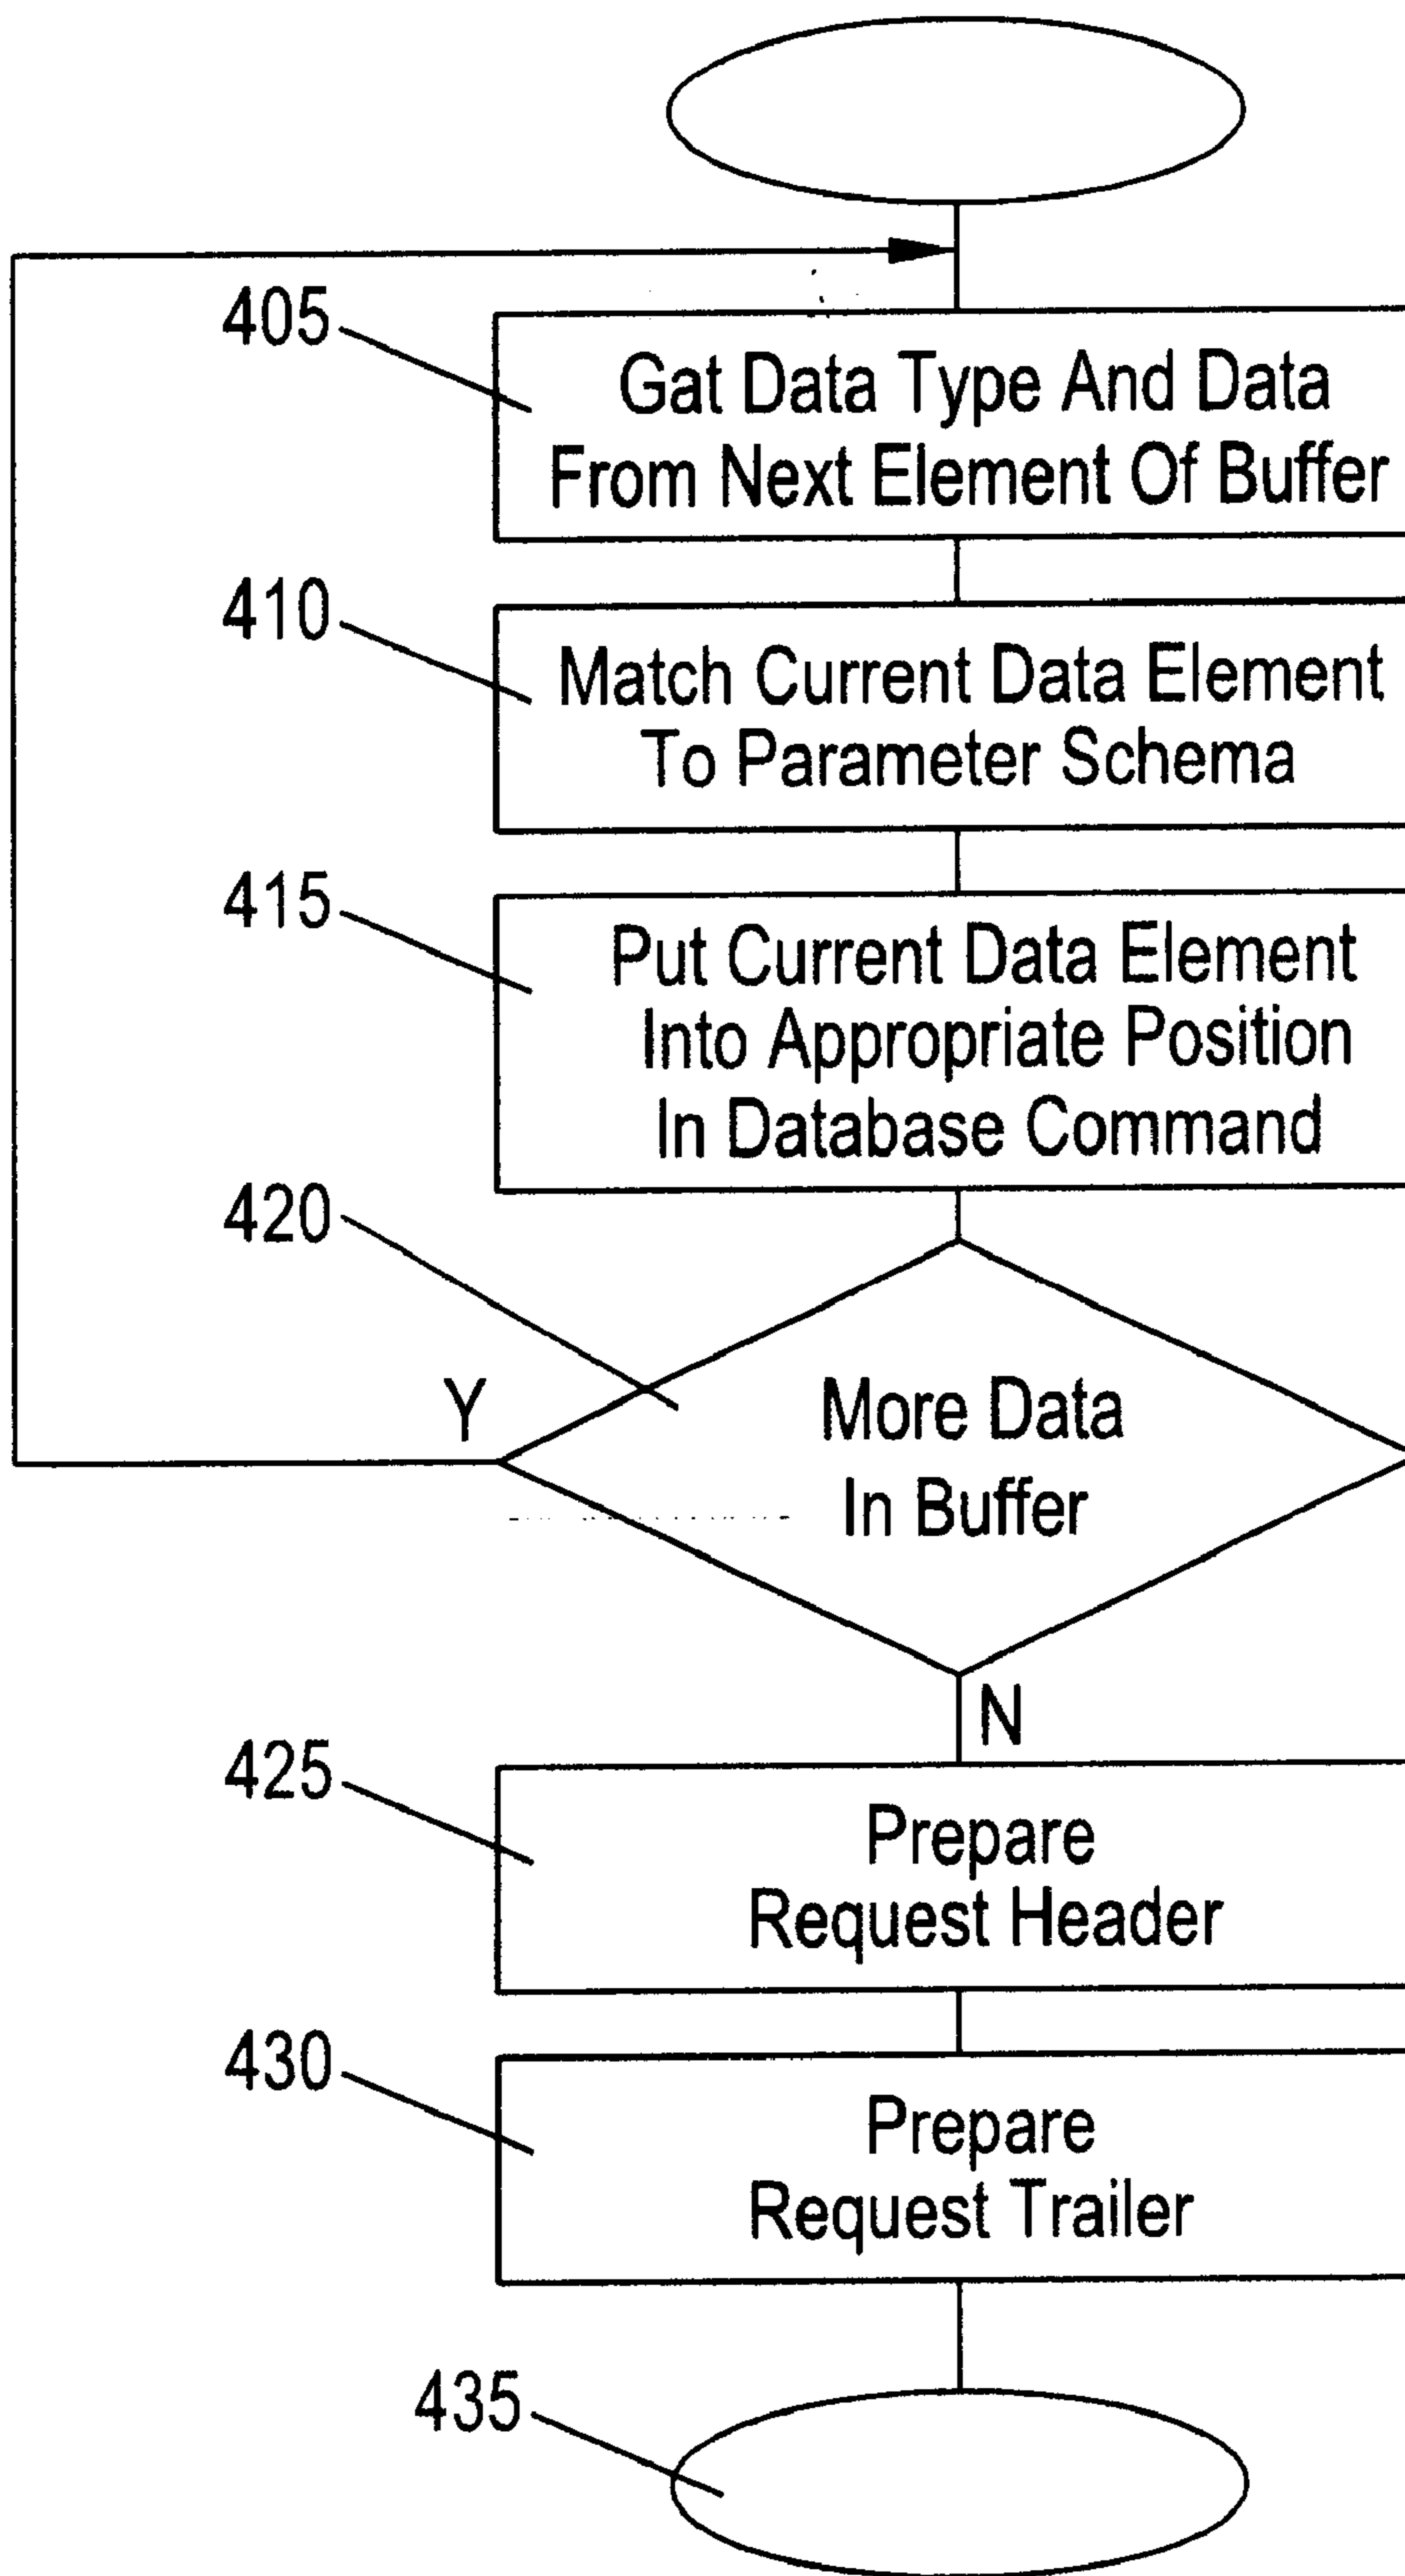 405
Gat Data Type And Data
From Next Element Of Buffer
410
Match Current Data Element
To Parameter Schema
415
Put Current Data Element
Into Appropriate Position
In Database Command
420
Y
More Data
In Buffer
N
425
Prepare
Request Header
430
Prepare
Request Trailer
435